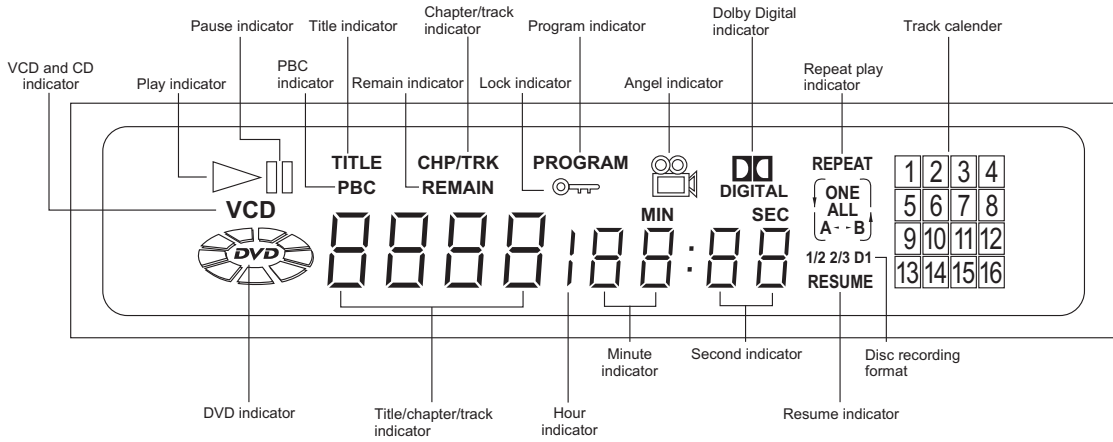 Chapter/track
indicator
Dolby Digital
indicator
Pause indicator
Title indicator
Program indicator
Track calender
VCD and CD
indicator
Play indicator
PBC
indicator
Remain indicator
Lock indicator
Angel indicator
Repeat play
indicator
TITLE
CHP/TRK
PROGRAM
REPEAT
PBC
REMAIN
DIGITAL
VCD
MIN
SEC
ONE
ALL
A - - B
DVD
88:88
1/2 2/3 D1
RESUME
1 2 3 4
5 6 7 8
9 10 11 12
13 14 15 16
Minute
indicator
Second indicator
Disc recording
format
DVD indicator
Title/chapter/track
indicator
Hour
indicator
Resume indicator